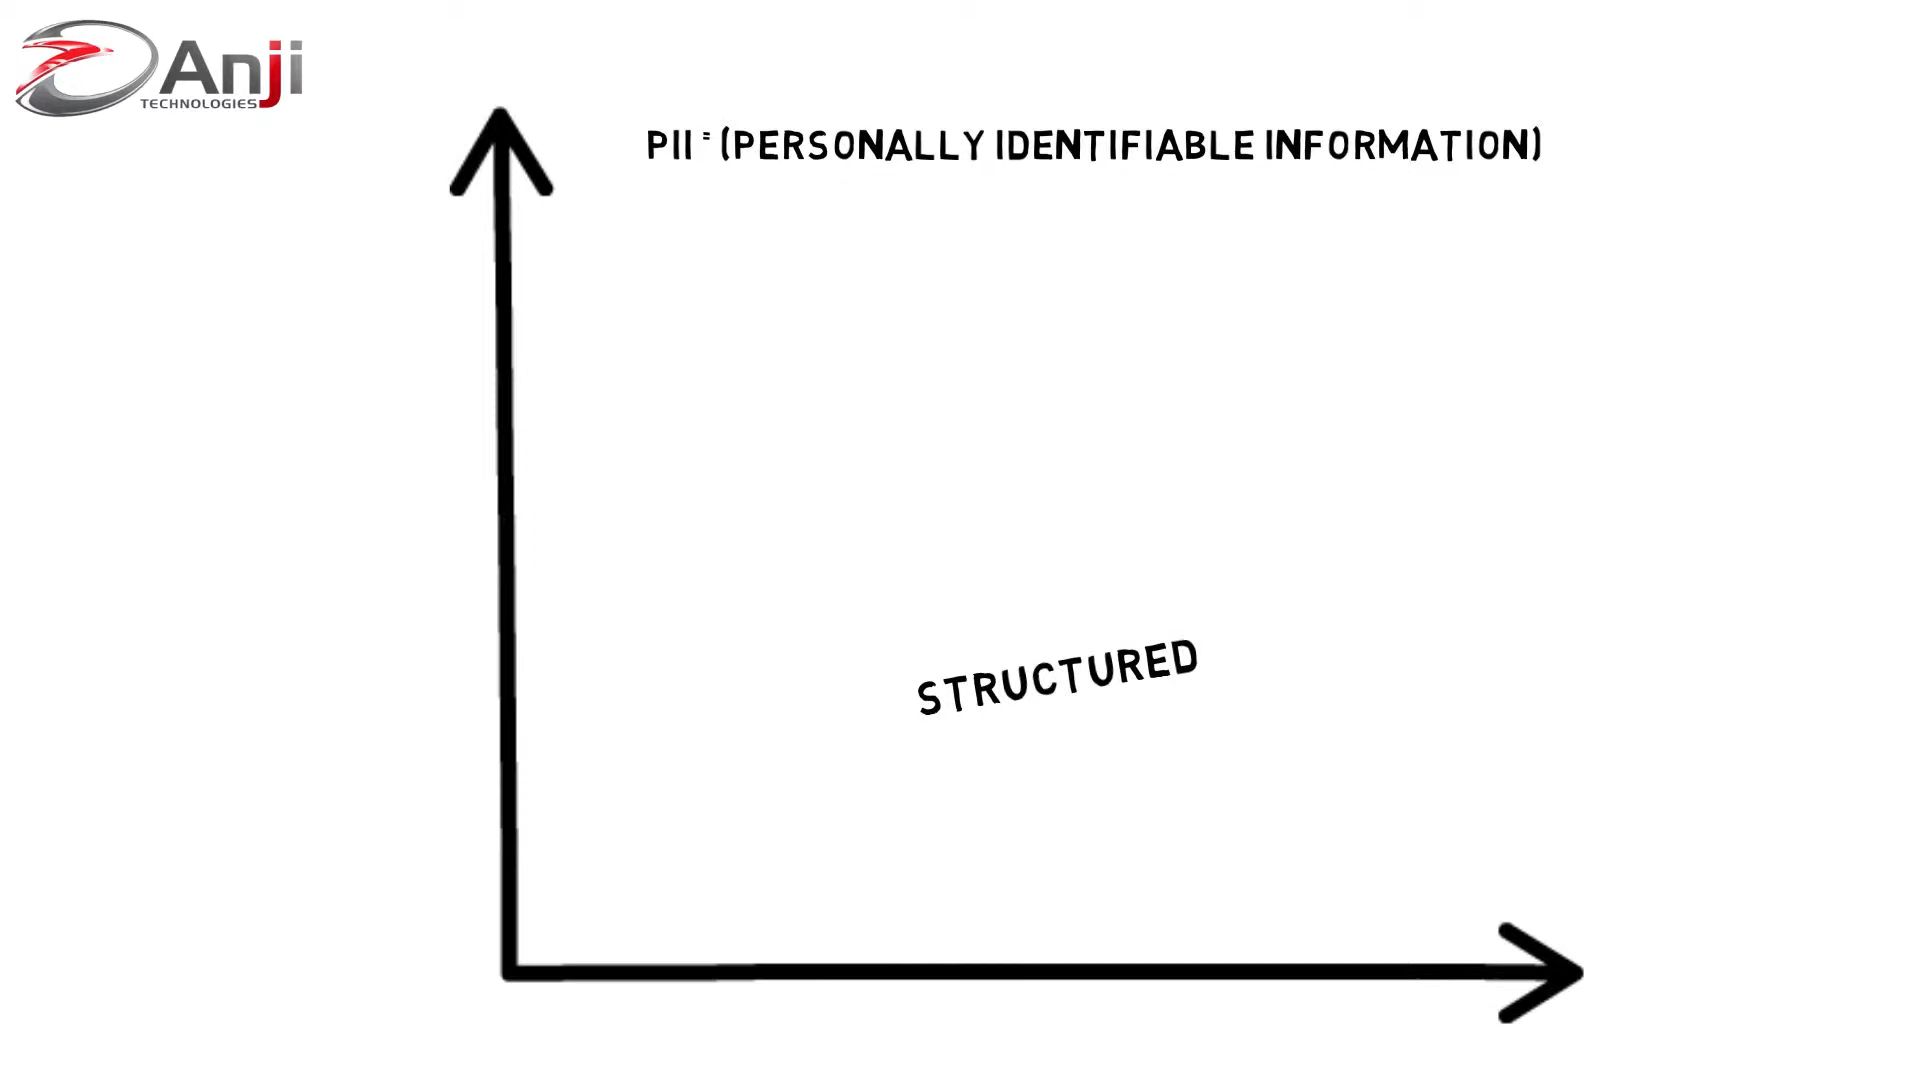 Anji
TECHNOLOGIES
PII = (PERSONALLY IDENTIFIABLE INFORMATION)
STRUCTURED